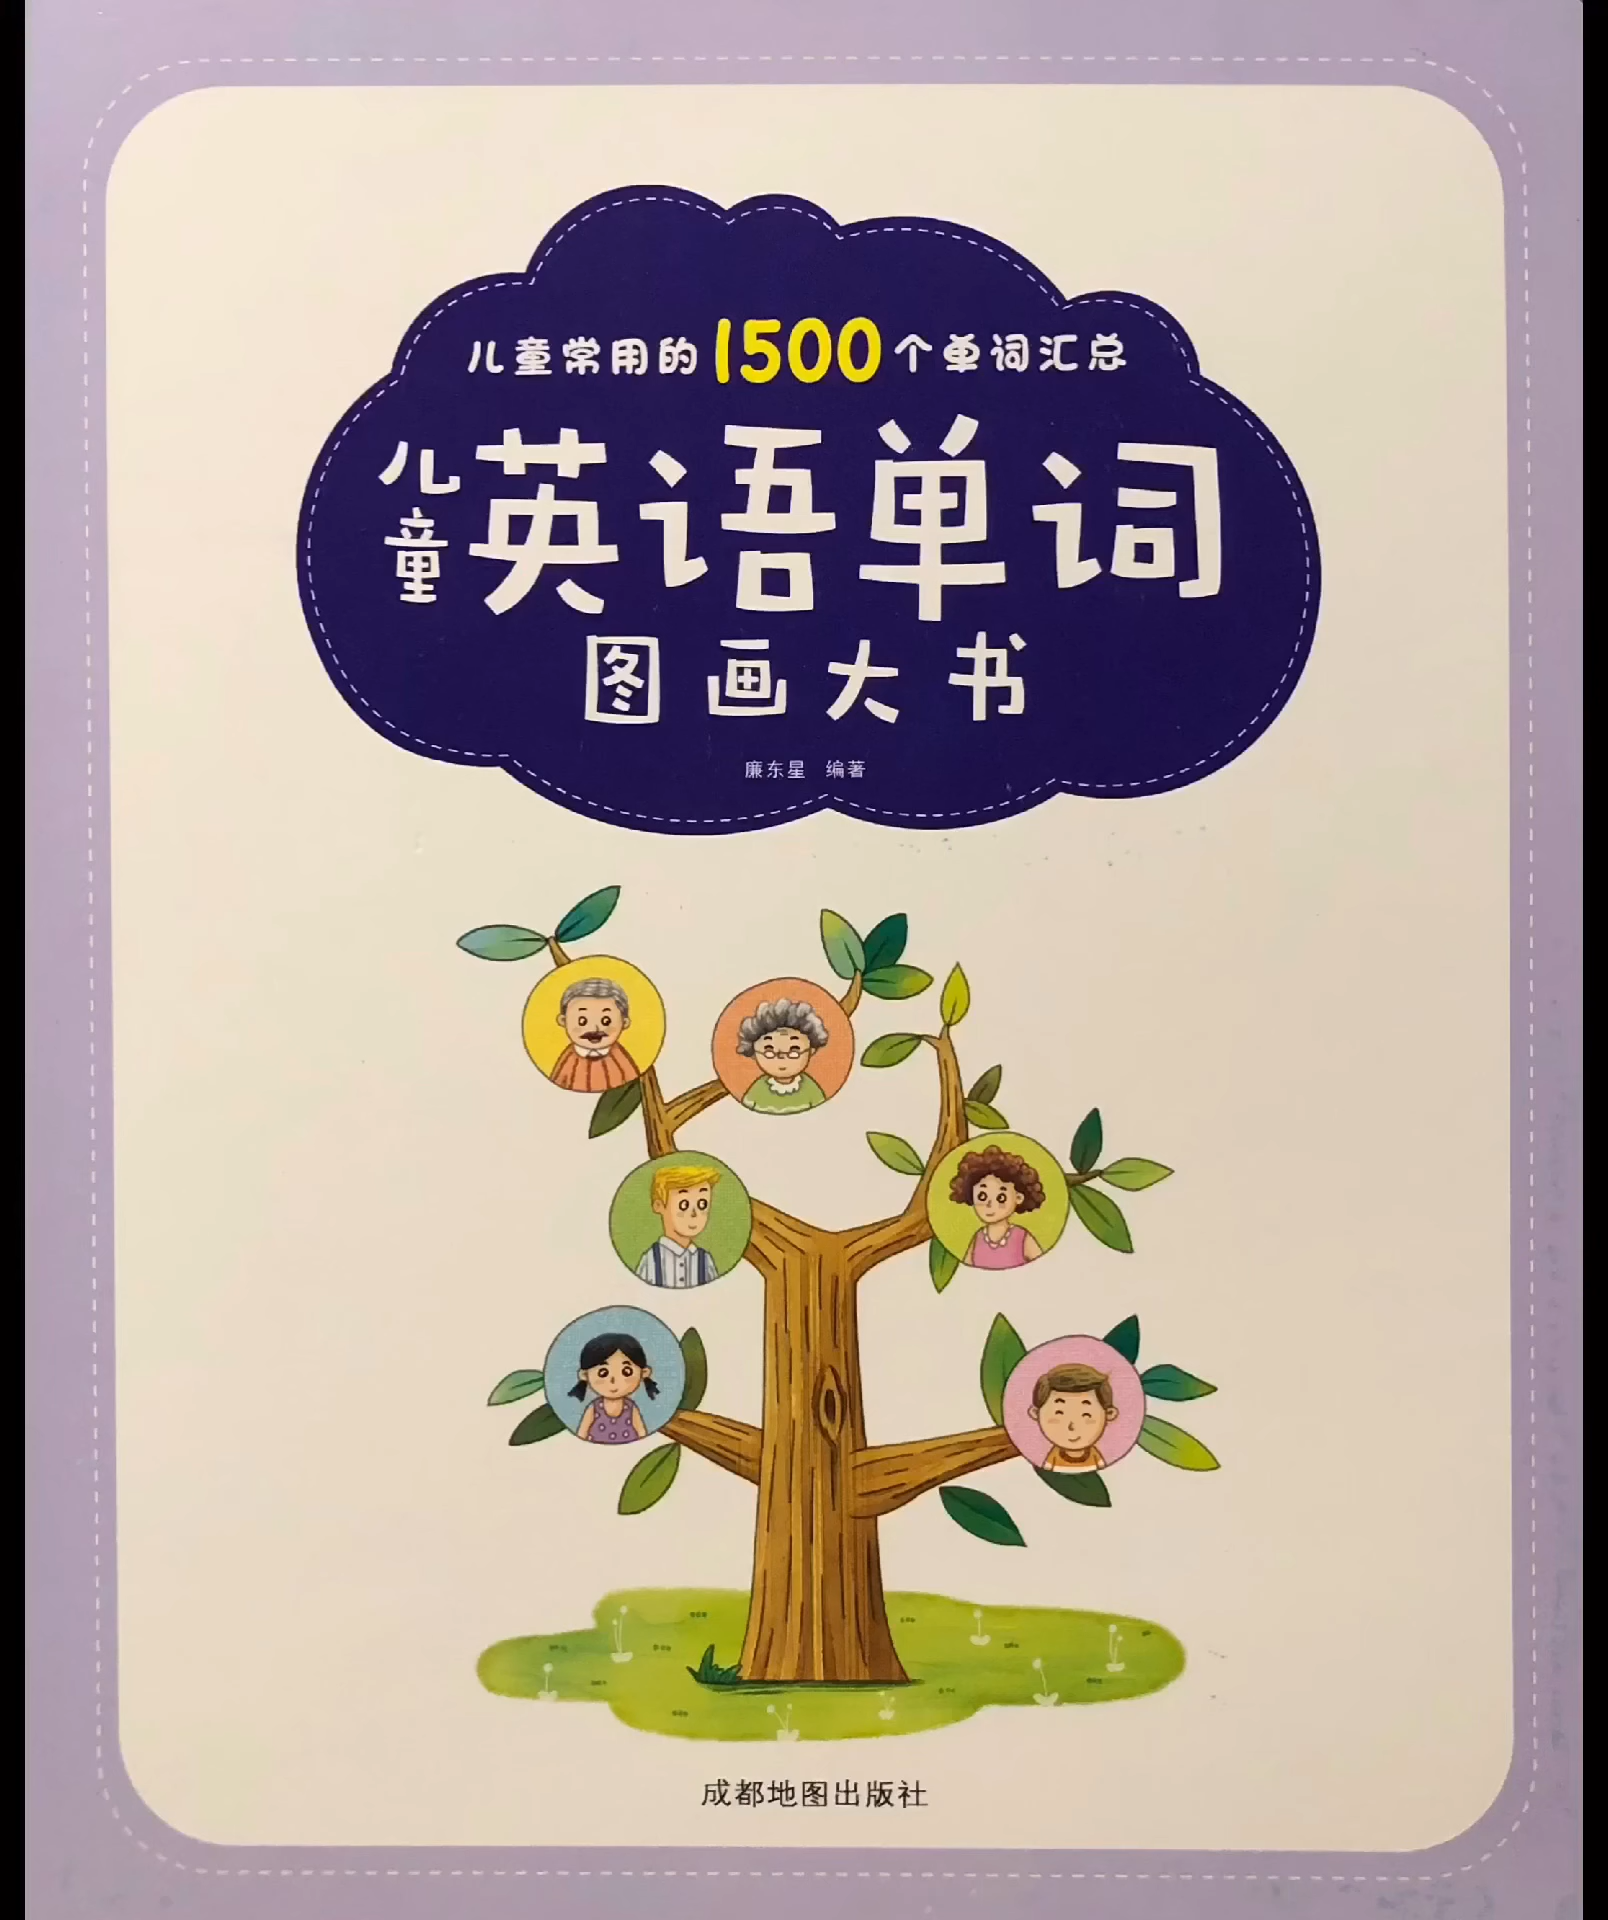 儿童常用的1500个单词汇总
儿童英语单词
图画大书
廉东星 编著
成都地图出版社